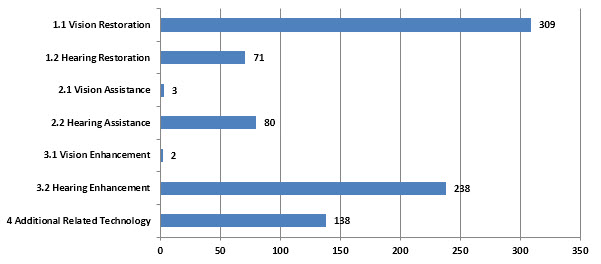 1.1 Vision Restoration 309
1.2 Hearing Restoration 71
2.1 Vision Assistance 3
2.2 Hearing Assistance 80
3.1 Vision Enhancement 2
3.2 Hearing Enhancement 238
4 Additional Related Technology 138
0 50 100 150 200 250 300 350